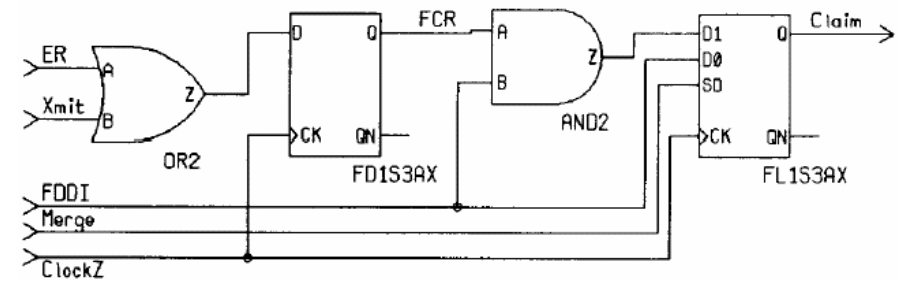 FCR
Claim
ER
D
Q
A
D1
Q
A
Z
Z
D0
Xmit
B
SD
B
CK
QN
AND2
CK
QN
OR2
FD1S3AX
FL1S3AX
FDDI
Merge
ClockZ